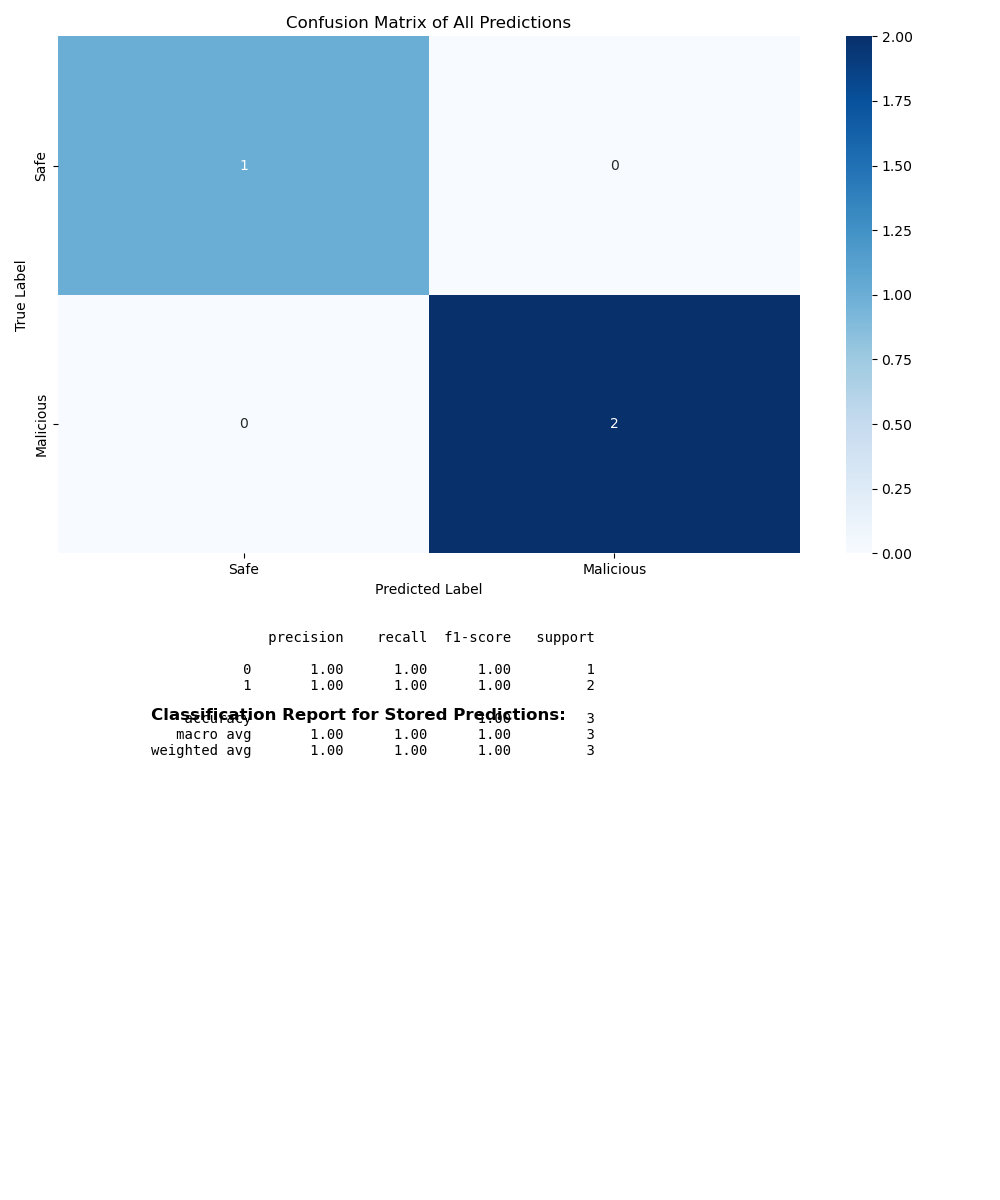 Confusion Matrix of All Predictions
True Label
Safe
1
0
Malicious
0
2
Safe
Malicious
Predicted Label
2.00
1.75
1.50
1.25
1.00
0.75
0.50
0.25
0.00
precision recall f1-score support
0 1.00 1.00 1.00 1
1 1.00 1.00 1.00 2
Classification Report for Stored Predictions:
accuracy 1.00 3
macro avg 1.00 1.00 1.00 3
weighted avg 1.00 1.00 1.00 3